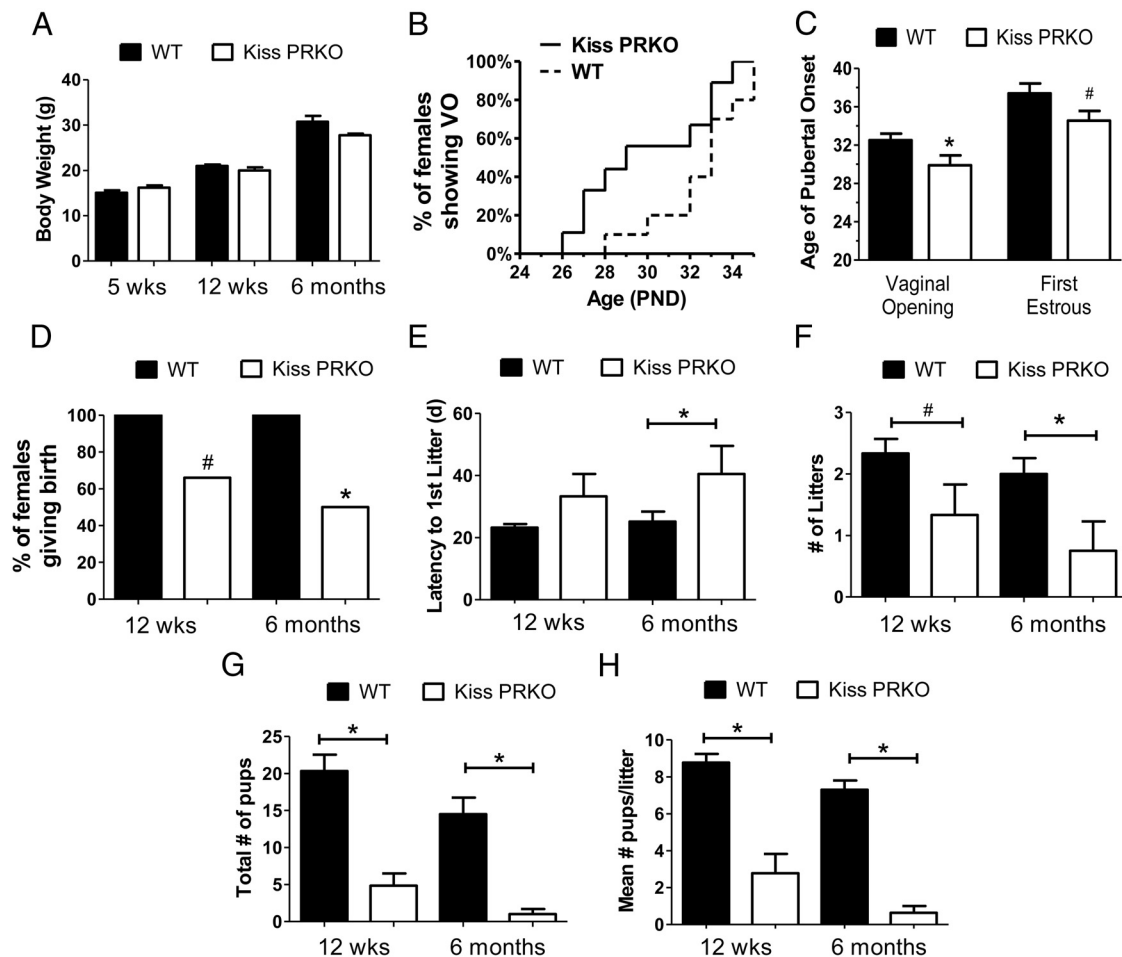 A
WT Kiss PRKO
Body Weight (g)
40
30
20
10
0
5 wks 12 wks 6 months
B
Kiss PRKO
WT
% of females
showing VO
100%
80%
60%
40%
20%
0%
24 26 28 30 32 34
Age (PND)
C
WT Kiss PRKO
Age of Pubertal Onset
40
36
32
28
24
20
*
#
Vaginal
Opening
First
Estrous
D
WT Kiss PRKO
% of females
giving birth
100
80
60
40
20
0
#
*
12 wks 6 months
E
WT Kiss PRKO
Latency to 1st Litter (d)
60
40
20
0
*
12 wks 6 months
F
WT Kiss PRKO
# of Litters
3
2
1
0
#
*
12 wks 6 months
G
WT Kiss PRKO
Total # of pups
25
20
15
10
5
0
*
*
12 wks 6 months
H
WT Kiss PRKO
Mean # pups/litter
10
8
6
4
2
0
*
*
12 wks 6 months